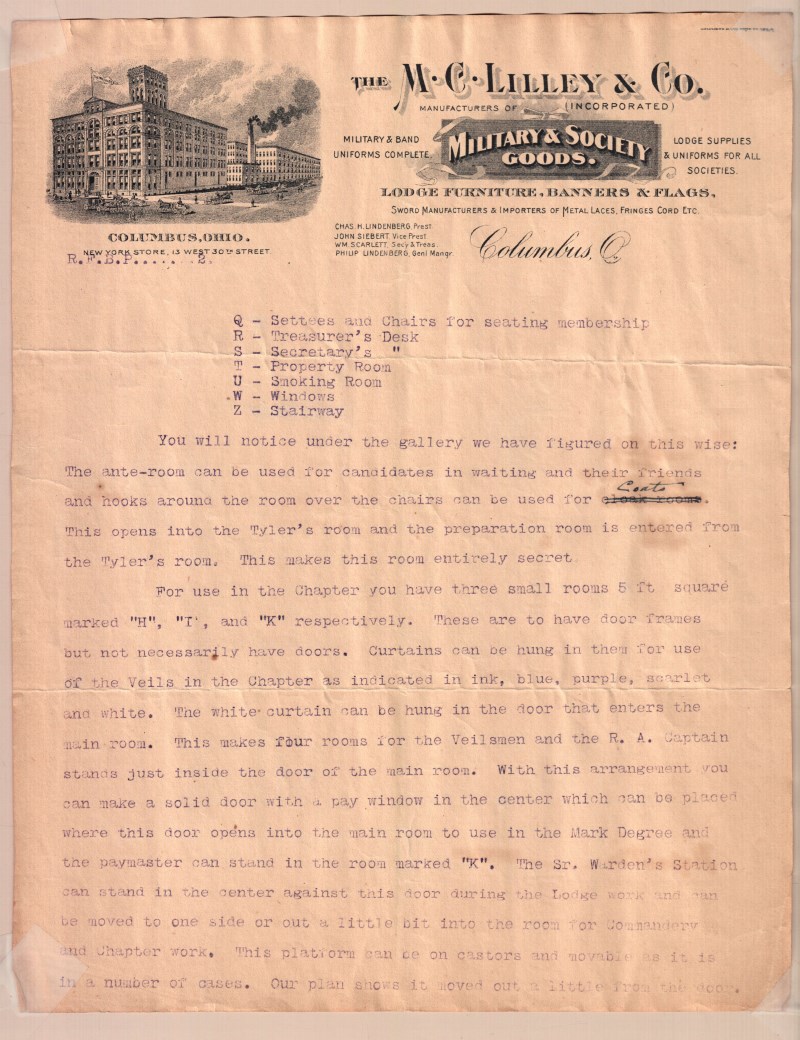 THE M.C. LILLEY & CO.
MANUFACTURERS OF (INCORPORATED)
MILITARY & BAND UNIFORMS COMPLETE.
MILITARY & SOCIETY GOODS.
LODGE SUPPLIES & UNIFORMS FOR ALL SOCIETIES.
LODGE FURNITURE, BANNERS & FLAGS,
SWORD MANUFACTURERS & IMPORTERS OF METAL LACES, FRINGES CORD ETC.
CHAS. H. LINDENBERG, Prest.
JOHN SIEBERT, Vice Prest.
WM. SCARLETT, Secy & Treas.
PHILIP LINDENBERG, Genl Mangr.
Columbus, O.
COLUMBUS, OHIO.
NEW YORK STORE, 13 WEST 30TH STREET.
R.F.B.P..... 2.
Q - Settees and Chairs for seating membership
R - Treasurer's Desk
S - Secretary's "
T - Property Room
U - Smoking Room
W - Windows
Z - Stairway
You will notice under the gallery we have figured on this wise:
The ante-room can be used for candidates in waiting and their friends
Coats
and hooks around the room over the chairs can be used for cloak rooms.
This opens into the Tyler's room and the preparation room is entered from
the Tyler's room. This makes this room entirely secret
For use in the Chapter you have three small rooms 5 ft square
marked "H", "I', and "K" respectively. These are to have door frames
but not necessarily have doors. Curtains can be hung in them for use
of the Veils in the Chapter as indicated in ink, blue, purple, scarlet
and white. The white curtain can be hung in the door that enters the
main room. This makes four rooms for the Veilsmen and the R. A. Captain
stands just inside the door of the main room. With this arrangement you
can make a solid door with a pay window in the center which can be placed
where this door opens into the main room to use in the Mark Degree and
the paymaster can stand in the room marked "K". The Sr. Warden's Station
can stand in the center against this door during the Lodge work and can
be moved to one side or out a little bit into the room for Commandery
and Chapter work. This platform can be on castors and movable as it is
in a number of cases. Our plan shows it moved out a little from the door.